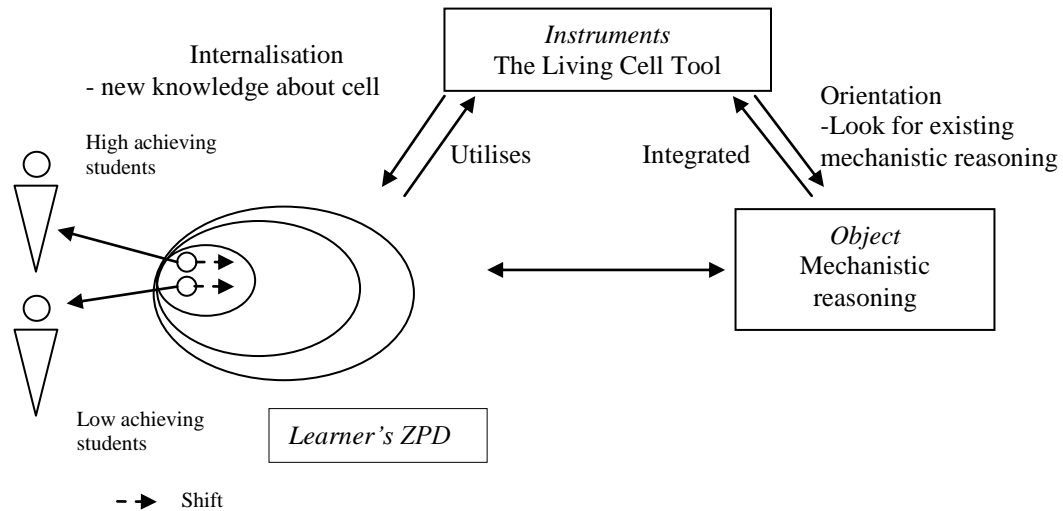 Instruments
The Living Cell Tool
Internalisation
- new knowledge about cell
Orientation
-Look for existing
mechanistic reasoning
High achieving
students
Utilises
Integrated
Object
Mechanistic
reasoning
Low achieving
students
Learner's ZPD
Shift